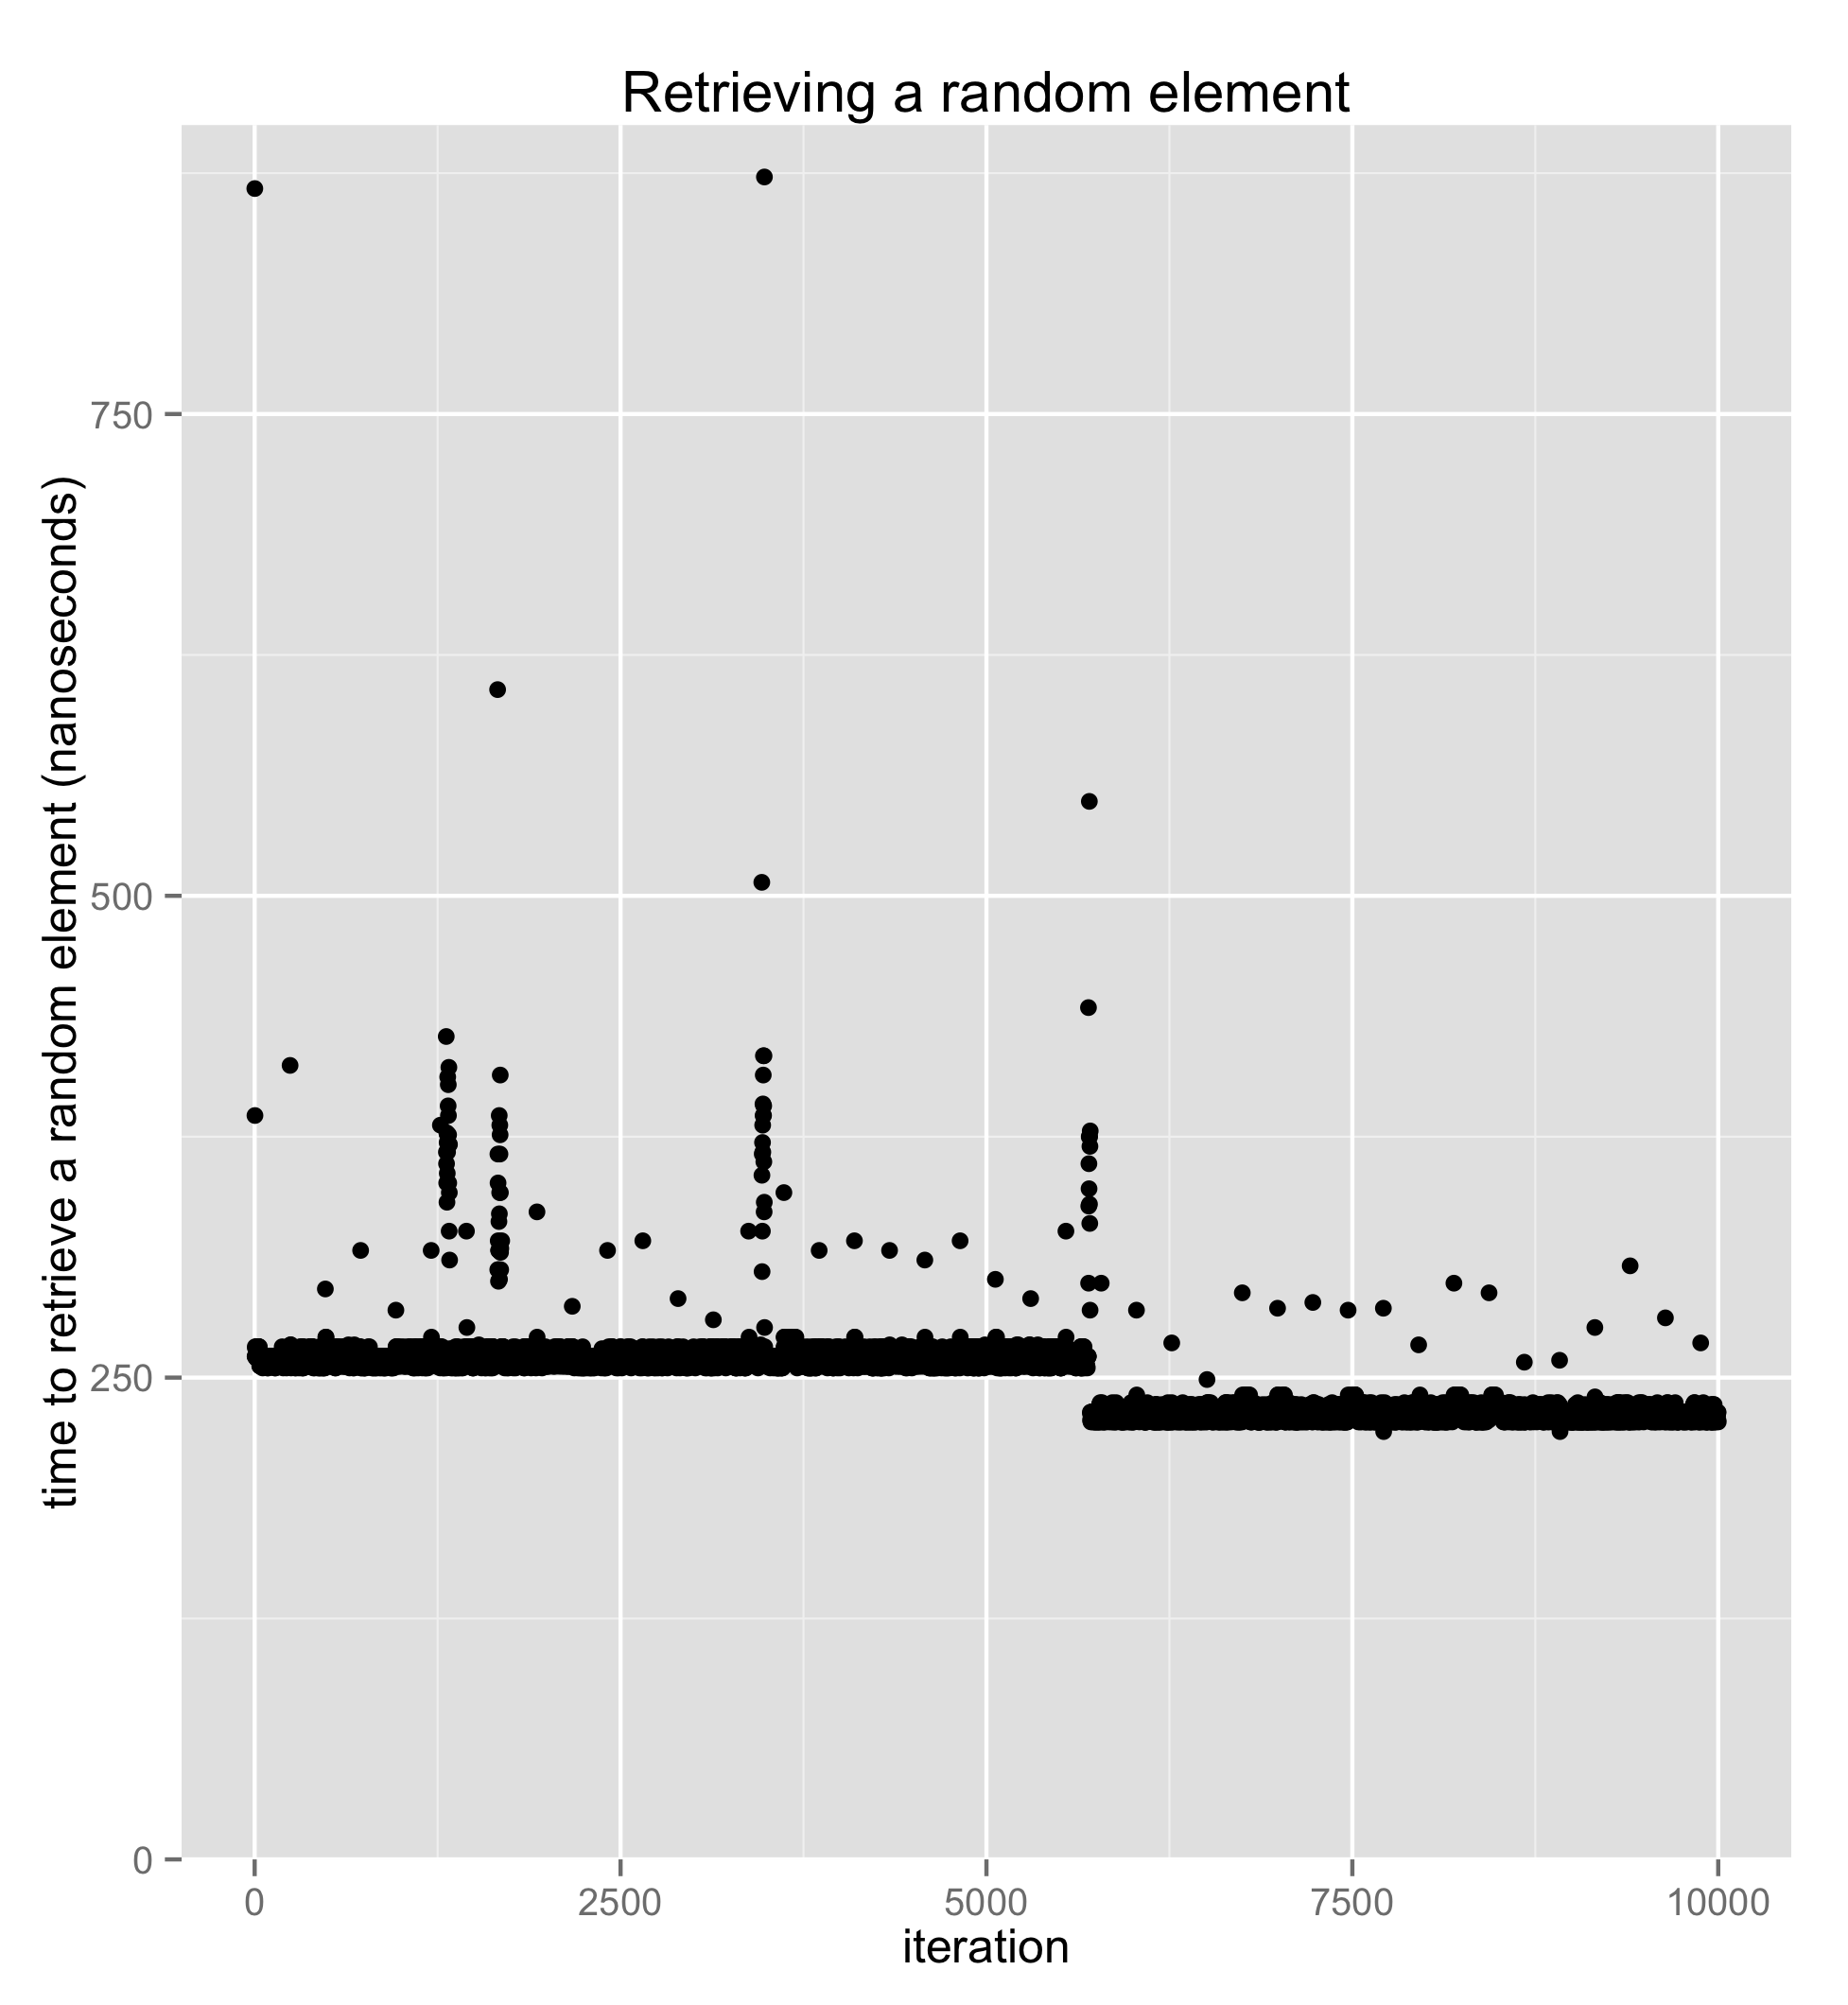 Retrieving a random element
time to retrieve a random element (nanoseconds)
750
500
250
0
0 2500 5000 7500 10000
iteration